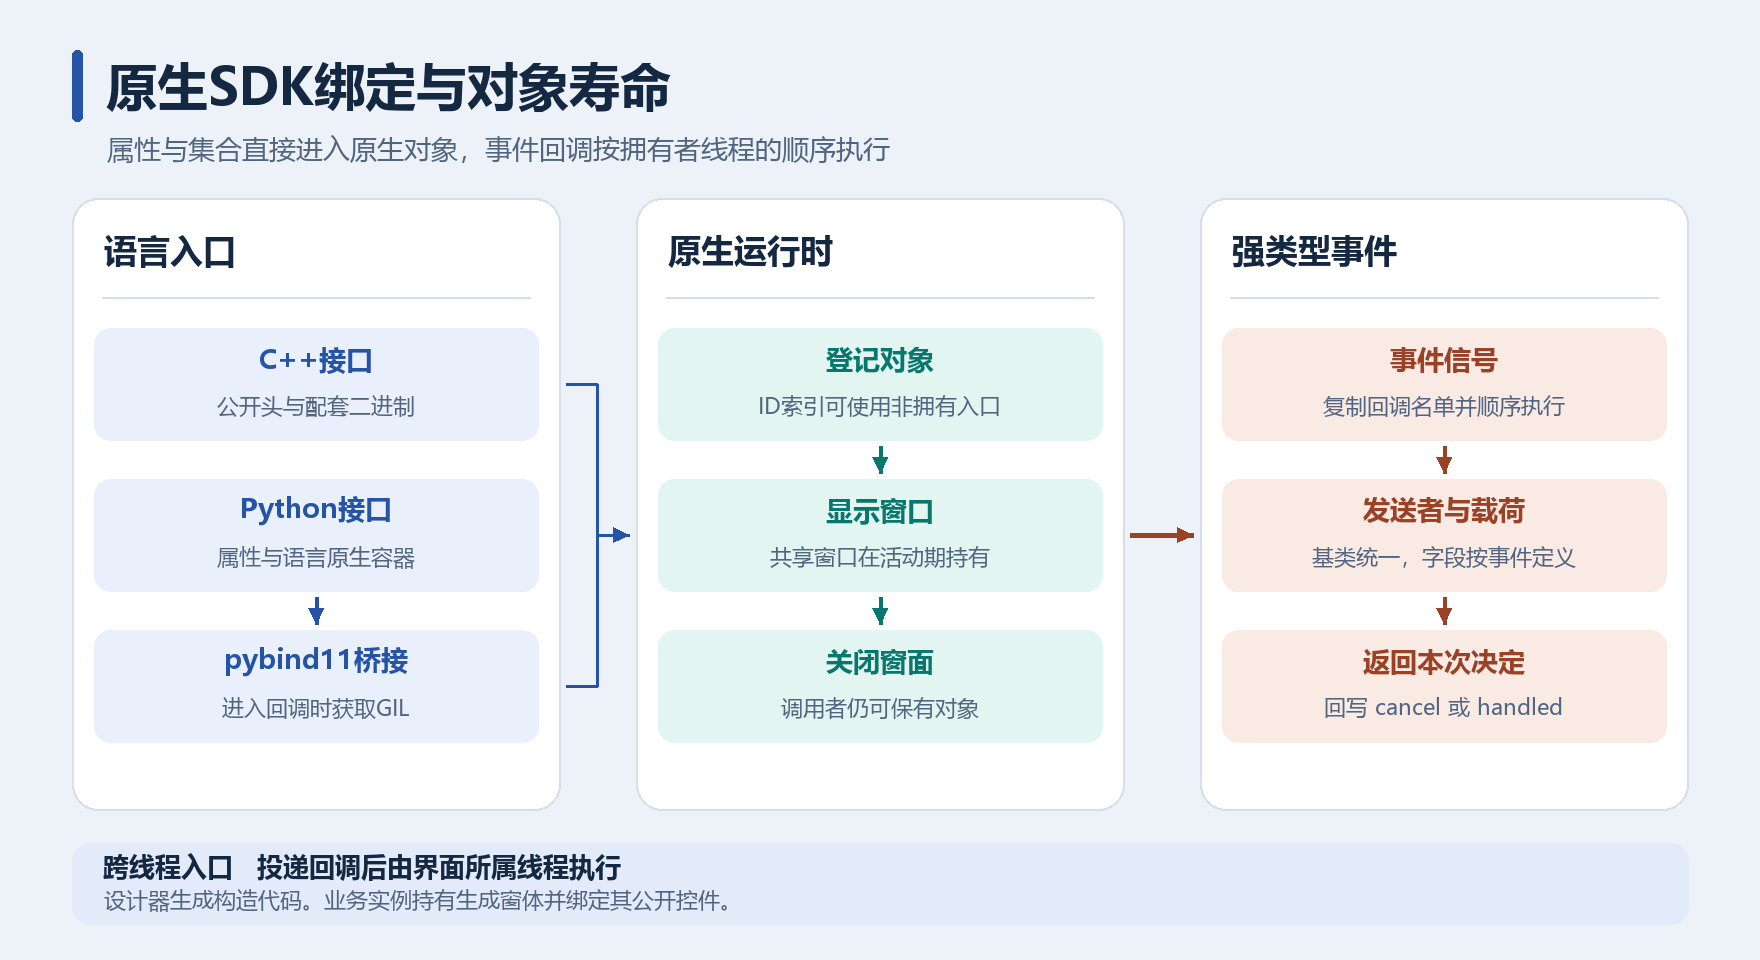 原生SDK绑定与对象寿命
属性与集合直接进入原生对象，事件回调按拥有者线程的顺序执行
语言入口
C++接口
公开头与配套二进制
Python接口
属性与语言原生容器
pybind11桥接
进入回调时获取GIL
原生运行时
登记对象
ID索引可使用非拥有入口
显示窗口
共享窗口在活动期持有
关闭窗面
调用者仍可保有对象
强类型事件
事件信号
复制回调名单并顺序执行
发送者与载荷
基类统一，字段按事件定义
返回本次决定
回写 cancel 或 handled
跨线程入口 投递回调后由界面所属线程执行
设计器生成构造代码。业务实例持有生成窗体并绑定其公开控件。